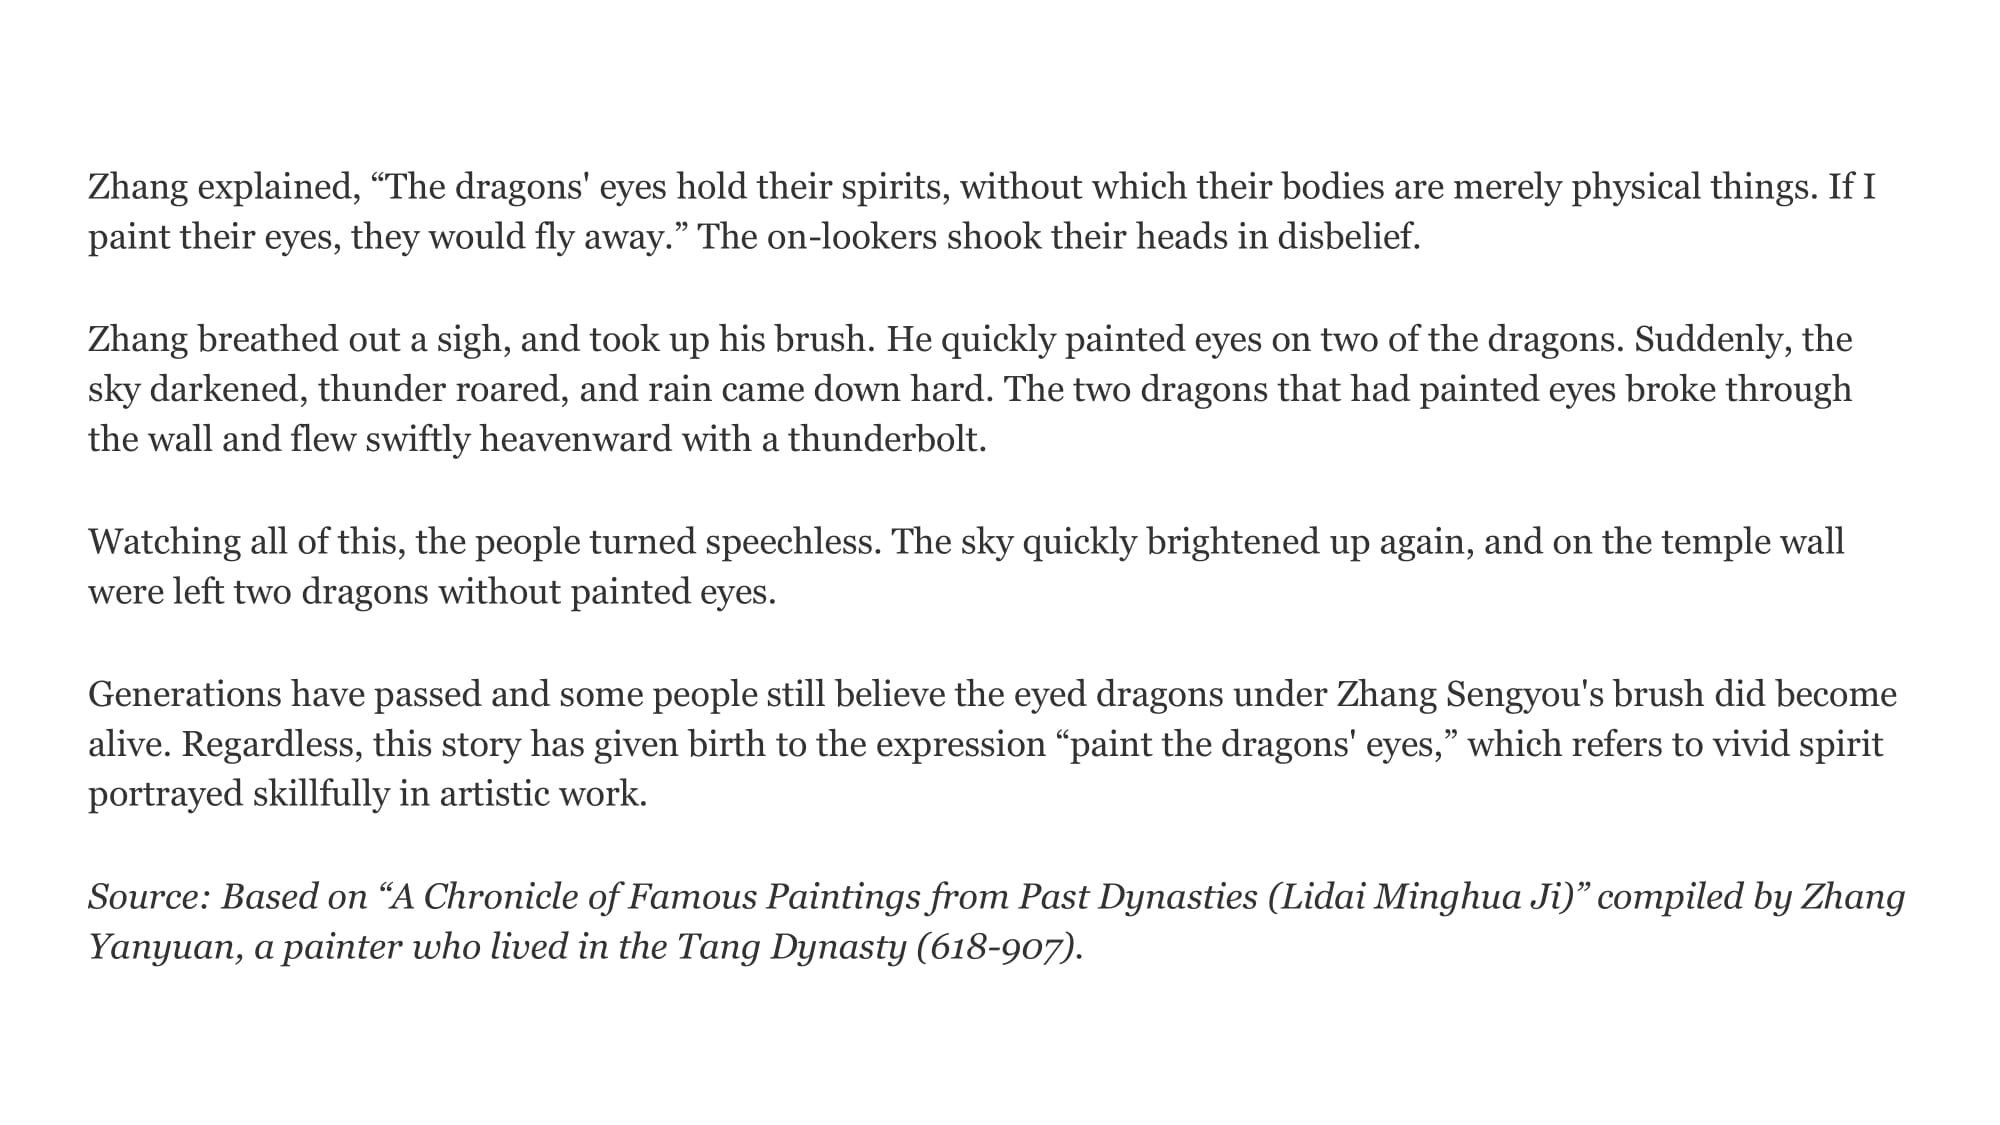 Zhang explained, “The dragons' eyes hold their spirits, without which their bodies are merely physical things. If I
paint their eyes, they would fly away.” The on-lookers shook their heads in disbelief.
Zhang breathed out a sigh, and took up his brush. He quickly painted eyes on two of the dragons. Suddenly, the
sky darkened, thunder roared, and rain came down hard. The two dragons that had painted eyes broke through
the wall and flew swiftly heavenward with a thunderbolt.
Watching all of this, the people turned speechless. The sky quickly brightened up again, and on the temple wall
were left two dragons without painted eyes.
Generations have passed and some people still believe the eyed dragons under Zhang Sengyou's brush did become
alive. Regardless, this story has given birth to the expression “paint the dragons' eyes,” which refers to vivid spirit
portrayed skillfully in artistic work.
Source: Based on “A Chronicle of Famous Paintings from Past Dynasties (Lidai Minghua Ji)” compiled by Zhang
Yanyuan, a painter who lived in the Tang Dynasty (618-907).